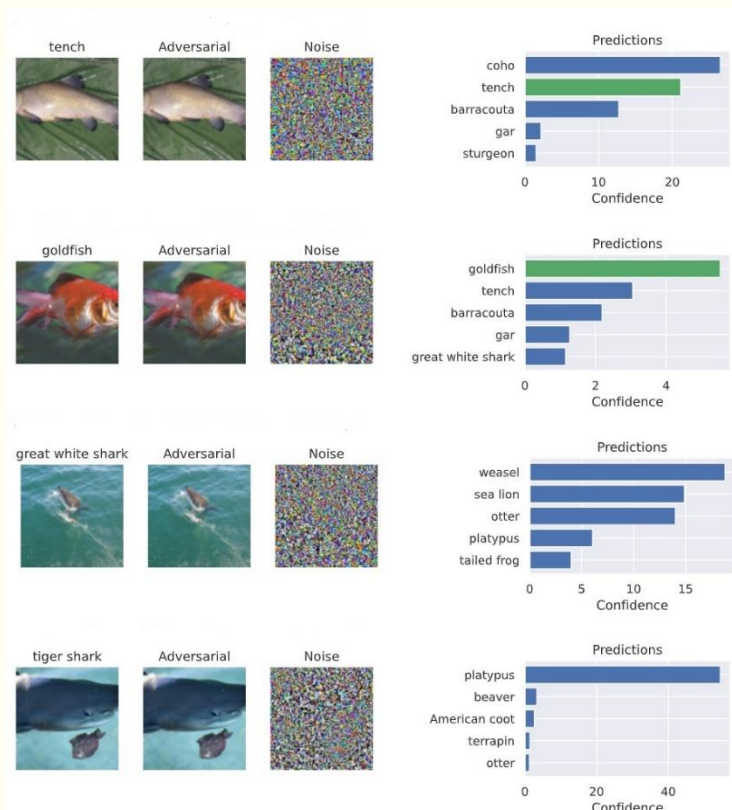 tench Adversarial Noise Predictions
coho
tench
barracouta
gar
sturgeon
0 10 20
Confidence
goldfish Adversarial Noise Predictions
goldfish
tench
barracouta
gar
great white shark
0 2 4
Confidence
great white shark Adversarial Noise Predictions
weasel
sea lion
otter
platypus
tailed frog
0 5 10 15
Confidence
tiger shark Adversarial Noise Predictions
platypus
beaver
American coot
terrapin
otter
0 20 40
Confidence